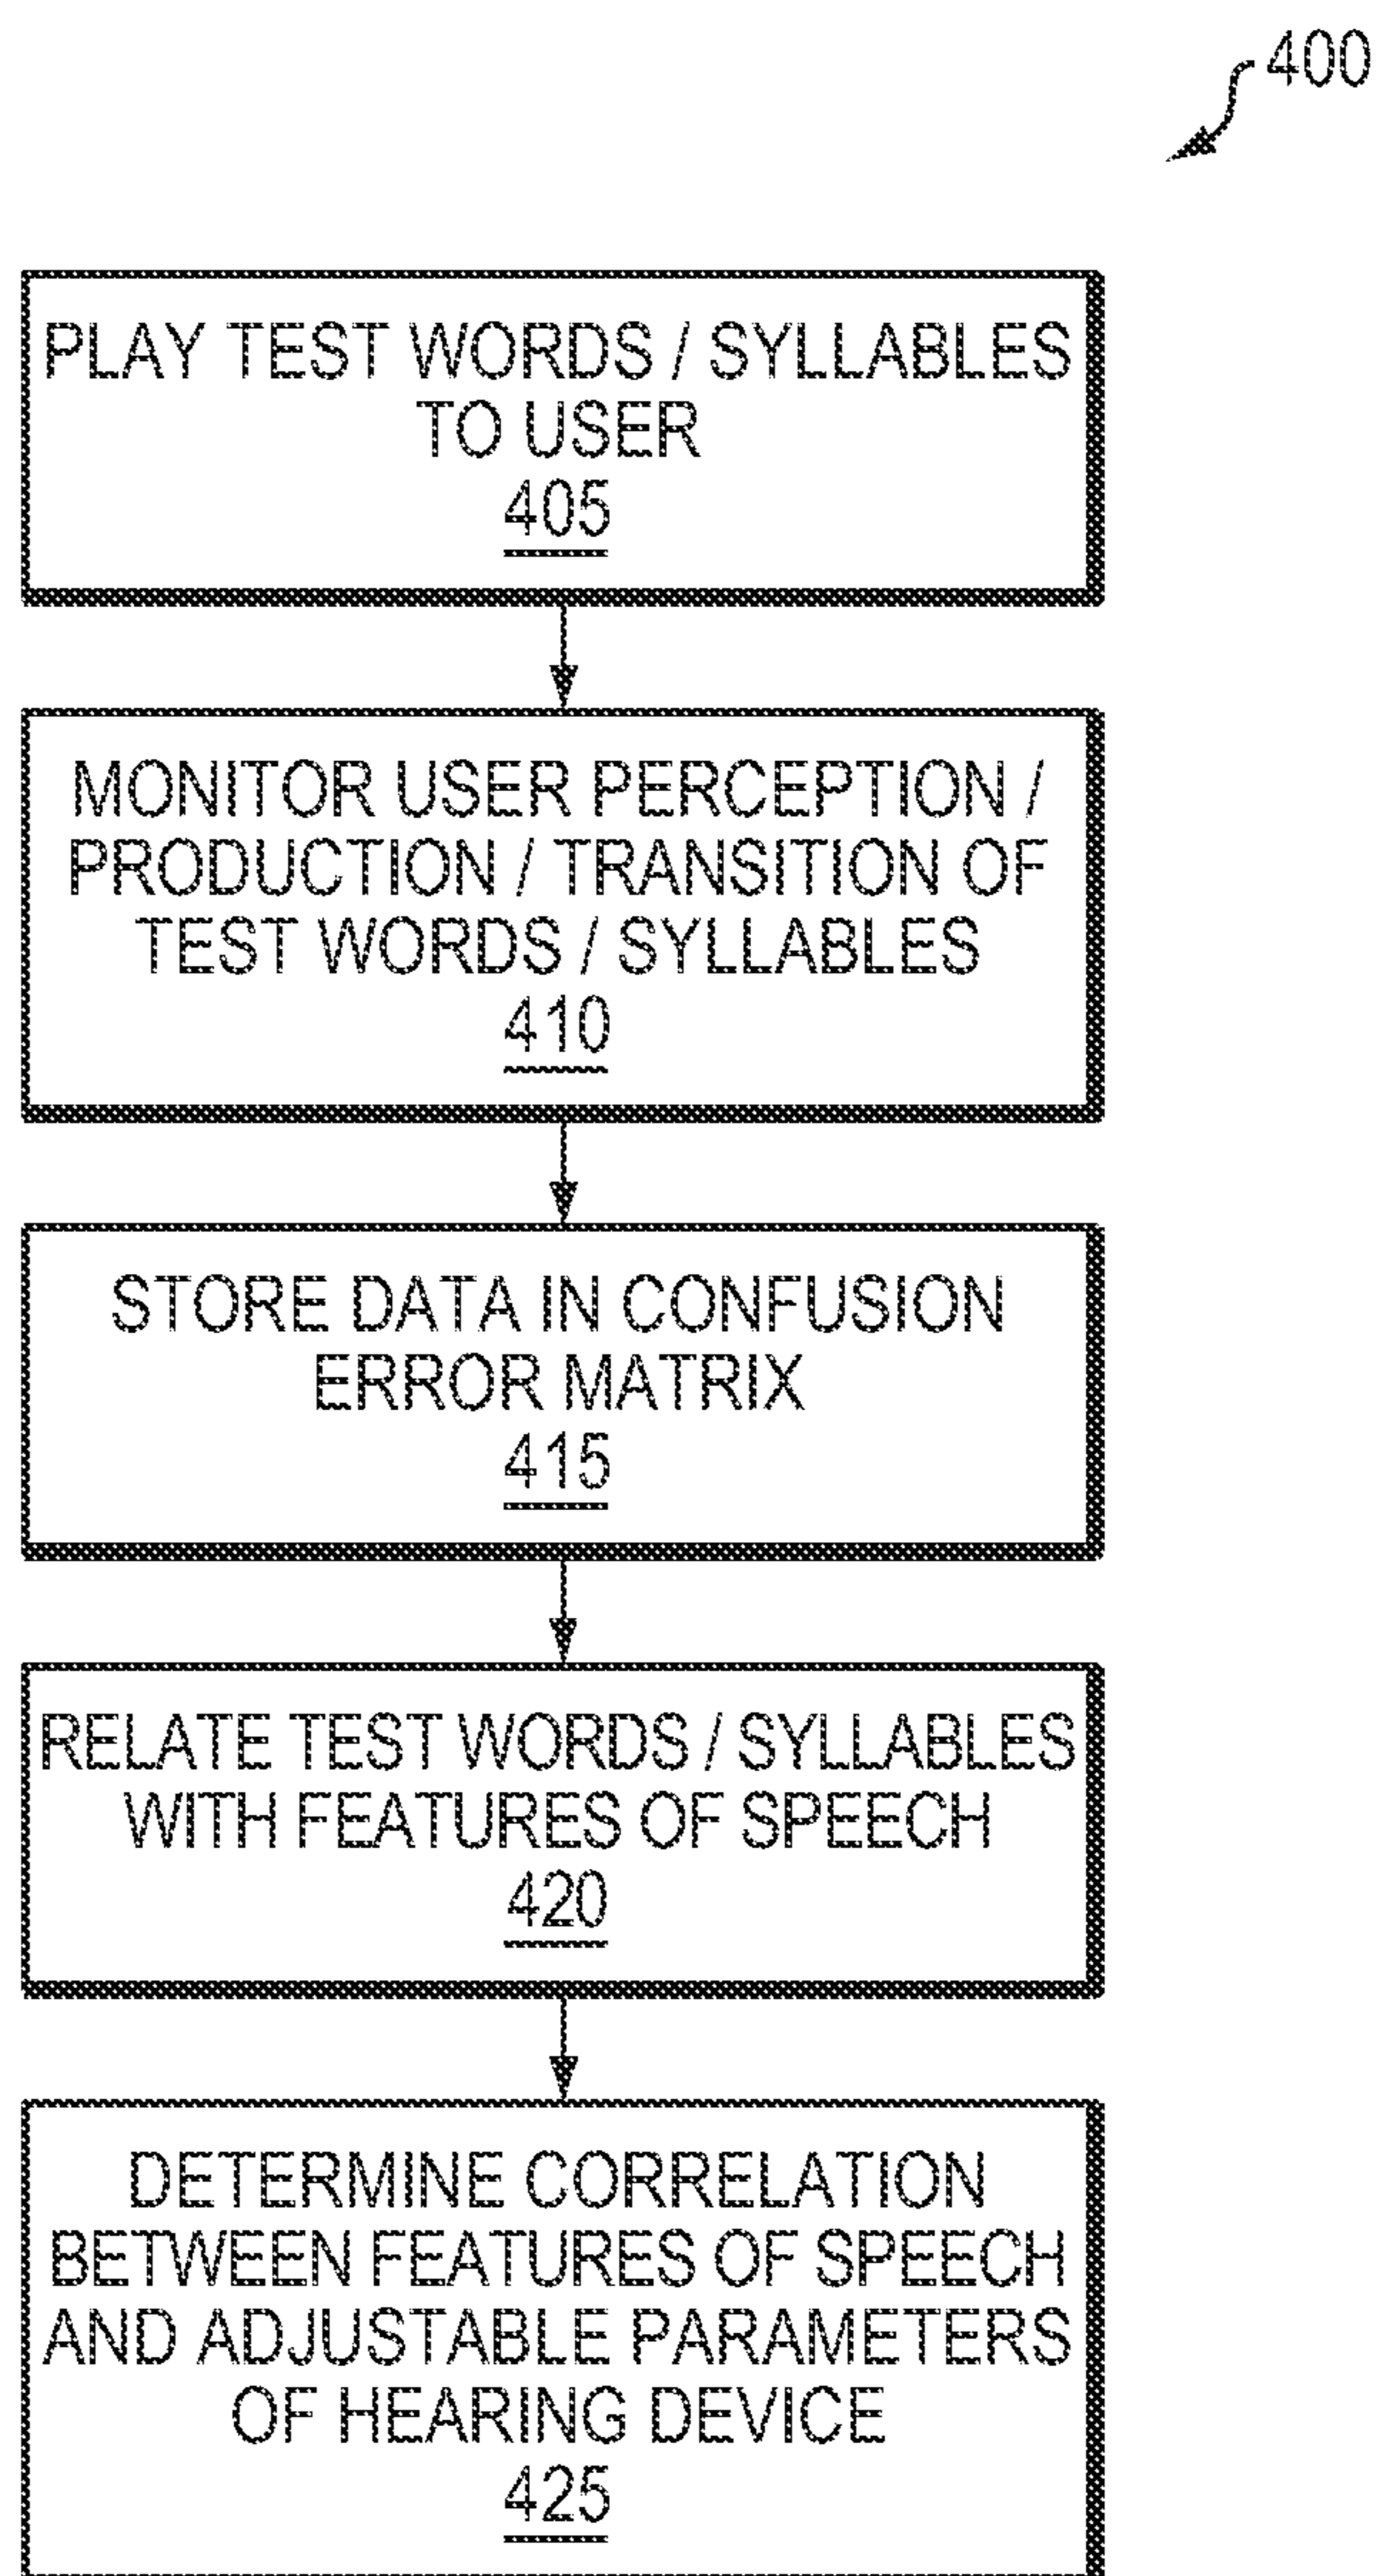 400
PLAY TEST WORDS / SYLLABLES
TO USER
405
MONITOR USER PERCEPTION /
PRODUCTION / TRANSITION OF
TEST WORDS / SYLLABLES
410
STORE DATA IN CONFUSION
ERROR MATRIX
415
RELATE TEST WORDS / SYLLABLES
WITH FEATURES OF SPEECH
420
DETERMINE CORRELATION
BETWEEN FEATURES OF SPEECH
AND ADJUSTABLE PARAMETERS
OF HEARING DEVICE
425